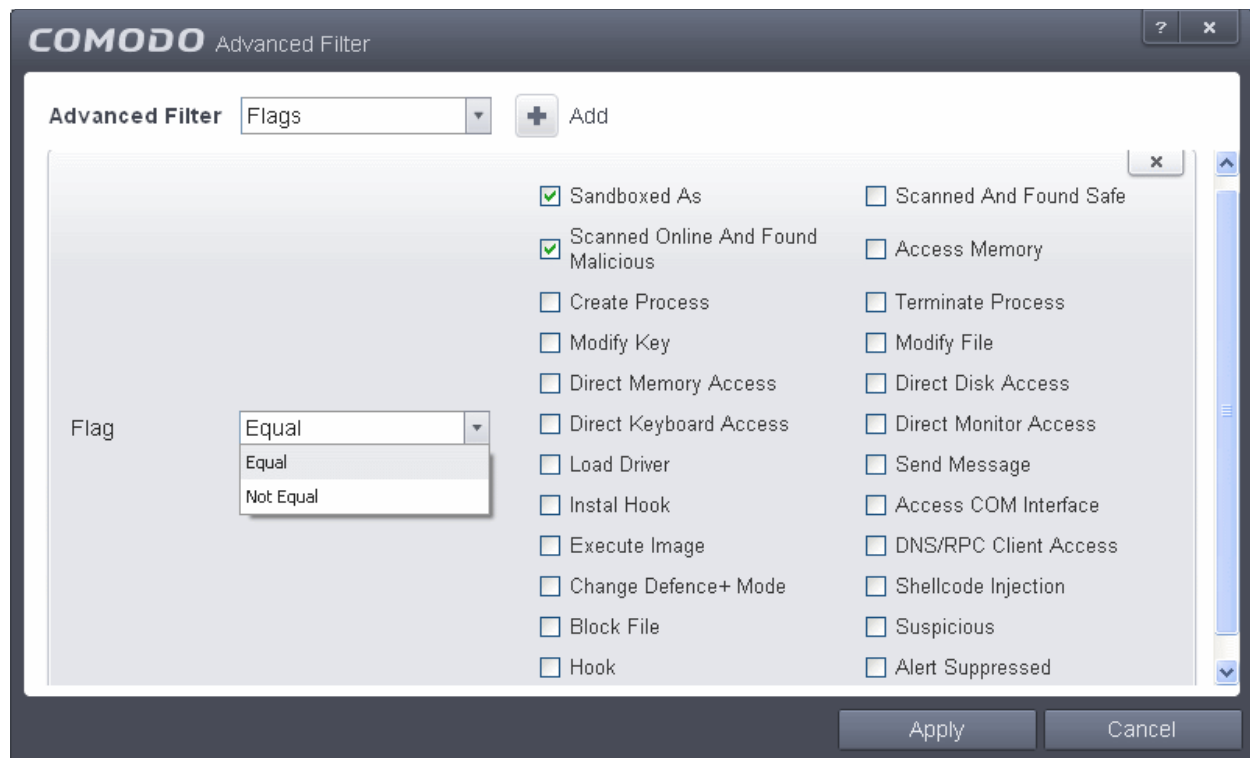 COMODO Advanced Filter
? x
Advanced Filter Flags + Add
x
Sandboxed As Scanned And Found Safe
Scanned Online And Found
Malicious
Access Memory
Create Process Terminate Process
Modify Key Modify File
Direct Memory Access Direct Disk Access
Flag Equal Direct Keyboard Access Direct Monitor Access
Equal Load Driver Send Message
Not Equal Instal Hook Access COM Interface
Execute Image DNS/RPC Client Access
Change Defence+ Mode Shellcode Injection
Block File Suspicious
Hook Alert Suppressed
Apply Cancel